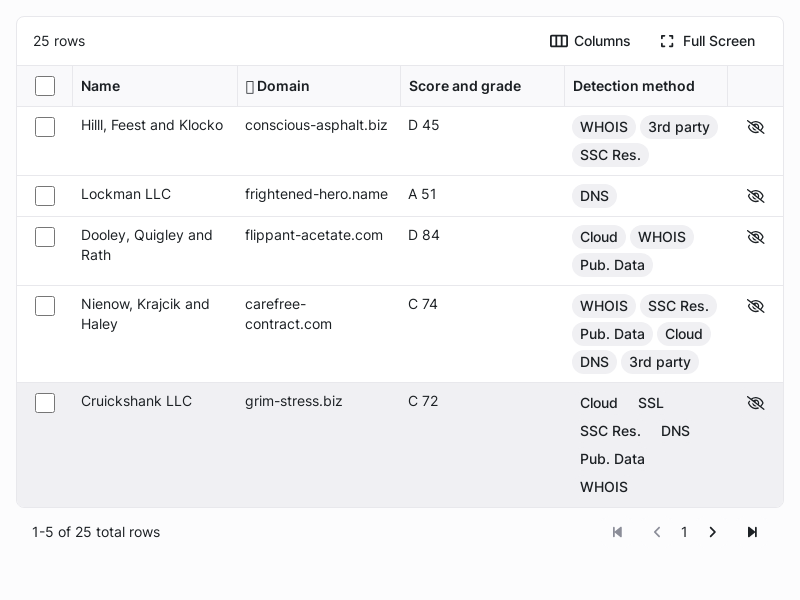 25 rows
Columns
Full Screen
Name
Domain
Score and grade
Detection method
Hilll, Feest and Klocko
conscious-asphalt.biz
D 45
WHOIS
3rd party
SSC Res.
Lockman LLC
frightened-hero.name
A 51
DNS
Dooley, Quigley and
Rath
flippant-acetate.com
D 84
Cloud
WHOIS
Pub. Data
Nienow, Krajcik and
Haley
carefree-
contract.com
C 74
WHOIS
SSC Res.
Pub. Data
Cloud
DNS
3rd party
Cruickshank LLC
grim-stress.biz
C 72
Cloud
SSL
SSC Res.
DNS
Pub. Data
WHOIS
1-5 of 25 total rows
1